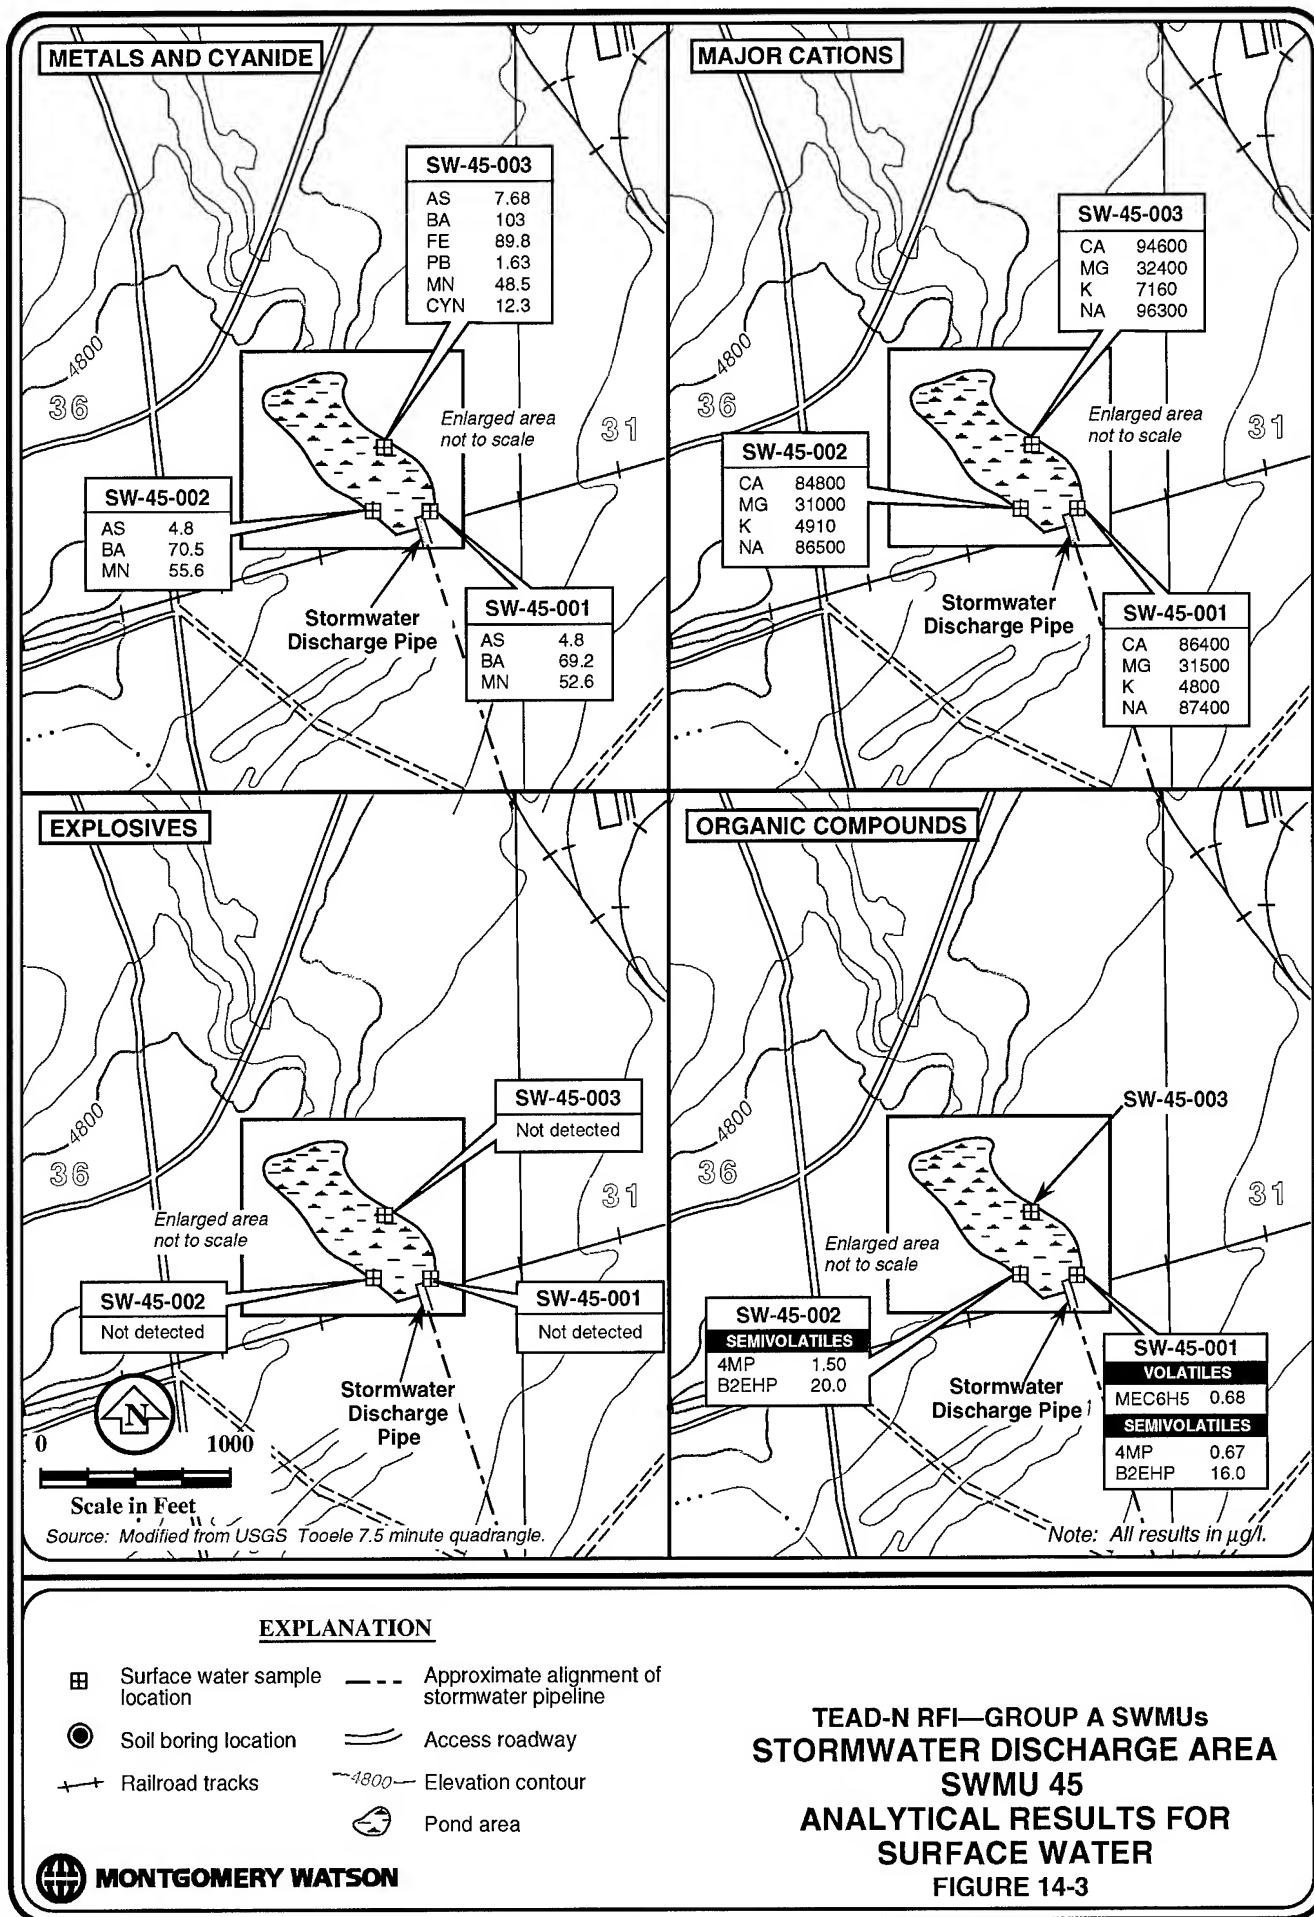 METALS AND CYANIDE
SW-45-003
AS 7.68
BA 103
FE 89.8
PB 1.63
MN 48.5
CYN 12.3
4800
36
Enlarged area
not to scale
31
SW-45-002
AS 4.8
BA 70.5
MN 55.6
Stormwater
Discharge Pipe
SW-45-001
AS 4.8
BA 69.2
MN 52.6
MAJOR CATIONS
SW-45-003
CA 94600
MG 32400
K 7160
NA 96300
4800
36
Enlarged area
not to scale
31
SW-45-002
CA 84800
MG 31000
K 4910
NA 86500
Stormwater
Discharge Pipe
SW-45-001
CA 86400
MG 31500
K 4800
NA 87400
EXPLOSIVES
SW-45-003
Not detected
4800
36
31
Enlarged area
not to scale
SW-45-002
Not detected
SW-45-001
Not detected
Stormwater
Discharge
Pipe
N
0 1000
Scale in Feet
Source: Modified from USGS Tooele 7.5 minute quadrangle.
ORGANIC COMPOUNDS
SW-45-003
4800
36
31
Enlarged area
not to scale
SW-45-002
SEMIVOLATILES
4MP 1.50
B2EHP 20.0
Stormwater
Discharge Pipe
SW-45-001
VOLATILES
MEC6H5 0.68
SEMIVOLATILES
4MP 0.67
B2EHP 16.0
Note: All results in µg/l.
EXPLANATION
Surface water sample
location
Soil boring location
Railroad tracks
Approximate alignment of
stormwater pipeline
Access roadway
4800 Elevation contour
Pond area
MONTGOMERY WATSON
TEAD-N RFI—GROUP A SWMUs
STORMWATER DISCHARGE AREA
SWMU 45
ANALYTICAL RESULTS FOR
SURFACE WATER
FIGURE 14-3